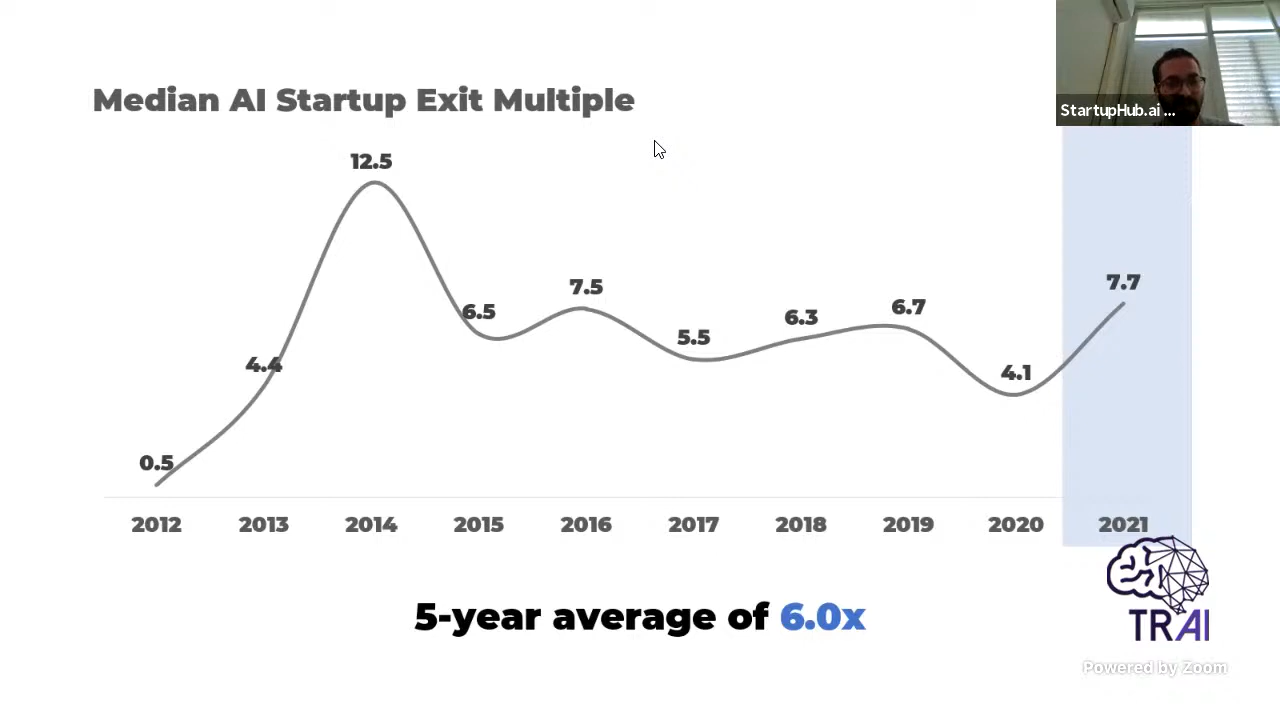 Median AI Startup Exit Multiple
StartupHub.ai ...
12.5
7.7
7.5
6.5
6.7
6.3
5.5
4.4
4.1
0.5
2012 2013 2014 2015 2016 2017 2018 2019 2020 2021
5-year average of 6.0x
TRAI
Powered by Zoom